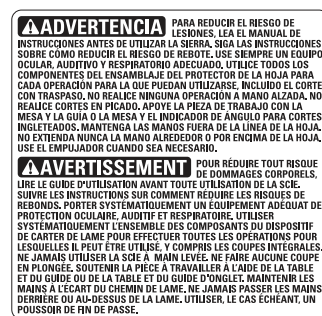 ADVERTENCIA PARA REDUCIR EL RIESGO DE
LESIONES, LEA EL MANUAL DE
INSTRUCCIONES ANTES DE UTILIZAR LA SIERRA. SIGA LAS INSTRUCCIONES
SOBRE CÓMO REDUCIR EL RIESGO DE REBOTE. USE SIEMPRE UN EQUIPO
OCULAR, AUDITIVO Y RESPIRATORIO ADECUADO. UTILICE TODOS LOS
COMPONENTES DEL ENSAMBLAJE DEL PROTECTOR DE LA HOJA PARA
CADA OPERACIÓN PARA LA QUE PUEDAN UTILIZARSE, INCLUIDO EL CORTE
CON TRASPASO. NO REALICE NINGUNA OPERACIÓN A MANO ALZADA. NO
REALICE CORTES EN PICADO. APOYE LA PIEZA DE TRABAJO CON LA
MESA Y LA GUÍA O LA MESA Y EL INDICADOR DE ÁNGULO PARA CORTES
INGLETEADOS. MANTENGA LAS MANOS FUERA DE LA LÍNEA DE LA HOJA.
NO EXTIENDA NUNCA LA MANO ALREDEDOR O POR ENCIMA DE LA HOJA.
USE EL EMPUJADOR CUANDO SEA NECESARIO.
AVERTISSEMENT POUR RÉDUIRE TOUT RISQUE
DE DOMMAGES CORPORELS,
LIRE LE GUIDE D'UTILISATION AVANT TOUTE UTILISATION DE LA SCIE.
SUIVRE LES INSTRUCTIONS SUR COMMENT RÉDUIRE LES RISQUES DE
REBONDS. PORTER SYSTÉMATIQUEMENT UN ÉQUIPEMENT ADÉQUAT DE
PROTECTION OCULAIRE, AUDITIF ET RESPIRATOIRE. UTILISER
SYSTÉMATIQUEMENT L'ENSEMBLE DES COMPOSANTS DU DISPOSITIF
DE CARTER DE LAME POUR EFFECTUER TOUTES LES OPÉRATIONS POUR
LESQUELLES IL PEUT ÊTRE UTILISÉ, Y COMPRIS LES COUPES INTÉGRALES.
NE JAMAIS UTILISER LA SCIE À MAIN LEVÉE. NE FAIRE AUCUNE COUPE
EN PLONGÉE. SOUTENIR LA PIÈCE À TRAVAILLER À L'AIDE DE LA TABLE
ET DU GUIDE OU DE LA TABLE ET DU GUIDE D'ONGLET. MAINTENIR LES
MAINS À L'ÉCART DU CHEMIN DE LAME. NE JAMAIS PASSER LES MAINS
DERRIÈRE OU AU-DESSUS DE LA LAME. UTILISER, LE CAS ÉCHÉANT, UN
POUSSOIR DE FIN DE PASSE.